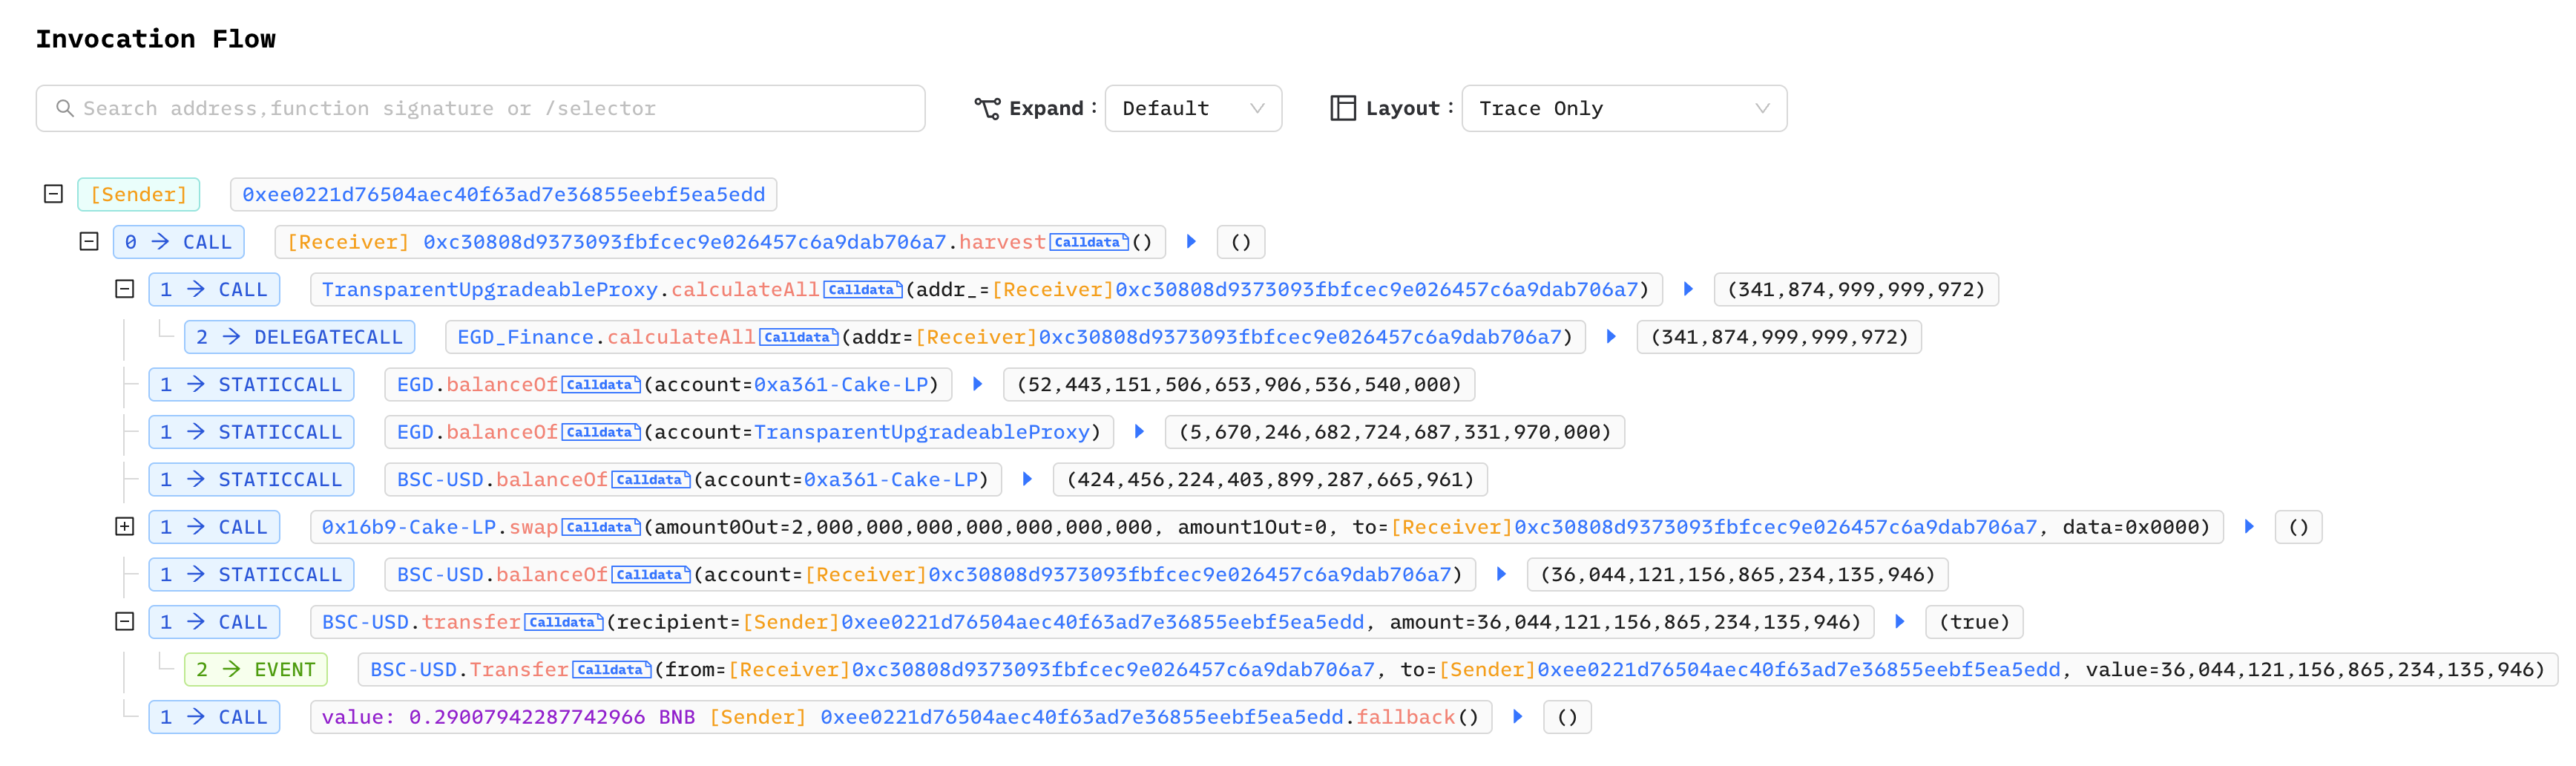 Invocation Flow
Search address,function signature or /selector Expand : Default Layout : Trace Only
[Sender] 0xee0221d76504aec40f63ad7e36855eebf5ea5edd
0 → CALL [Receiver] 0xc30808d9373093fbfcec9e026457c6a9dab706a7.harvest Calldata () ▶ ()
1 → CALL TransparentUpgradeableProxy.calculateAll Calldata (addr_=[Receiver]0xc30808d9373093fbfcec9e026457c6a9dab706a7) ▶ (341,874,999,999,972)
2 → DELEGATECALL EGD_Finance.calculateAll Calldata (addr=[Receiver]0xc30808d9373093fbfcec9e026457c6a9dab706a7) ▶ (341,874,999,999,972)
1 → STATICCALL EGD.balanceOf Calldata (account=0xa361-Cake-LP) ▶ (52,443,151,506,653,906,536,540,000)
1 → STATICCALL EGD.balanceOf Calldata (account=TransparentUpgradeableProxy) ▶ (5,670,246,682,724,687,331,970,000)
1 → STATICCALL BSC-USD.balanceOf Calldata (account=0xa361-Cake-LP) ▶ (424,456,224,403,899,287,665,961)
1 → CALL 0x16b9-Cake-LP.swap Calldata (amount0Out=2,000,000,000,000,000,000,000, amount1Out=0, to=[Receiver]0xc30808d9373093fbfcec9e026457c6a9dab706a7, data=0x0000) ▶ ()
1 → STATICCALL BSC-USD.balanceOf Calldata (account=[Receiver]0xc30808d9373093fbfcec9e026457c6a9dab706a7) ▶ (36,044,121,156,865,234,135,946)
1 → CALL BSC-USD.transfer Calldata (recipient=[Sender]0xee0221d76504aec40f63ad7e36855eebf5ea5edd, amount=36,044,121,156,865,234,135,946) ▶ (true)
2 → EVENT BSC-USD.Transfer Calldata (from=[Receiver]0xc30808d9373093fbfcec9e026457c6a9dab706a7, to=[Sender]0xee0221d76504aec40f63ad7e36855eebf5ea5edd, value=36,044,121,156,865,234,135,946)
1 → CALL value: 0.29007942287742966 BNB [Sender] 0xee0221d76504aec40f63ad7e36855eebf5ea5edd.fallback() ▶ ()